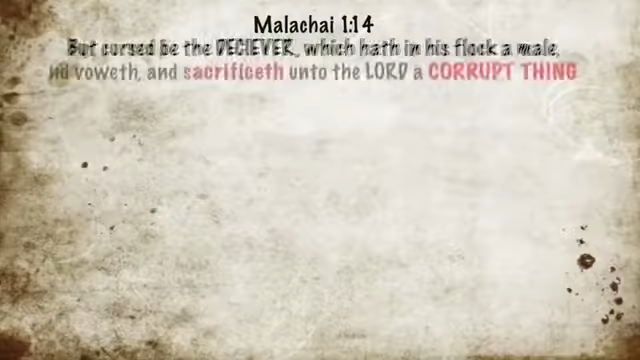 Malachai 1:14
But cursed be the DECIEVER, which hath in his flock a male,
nd voweth, and sacrificeth unto the LORD a CORRUPT THING